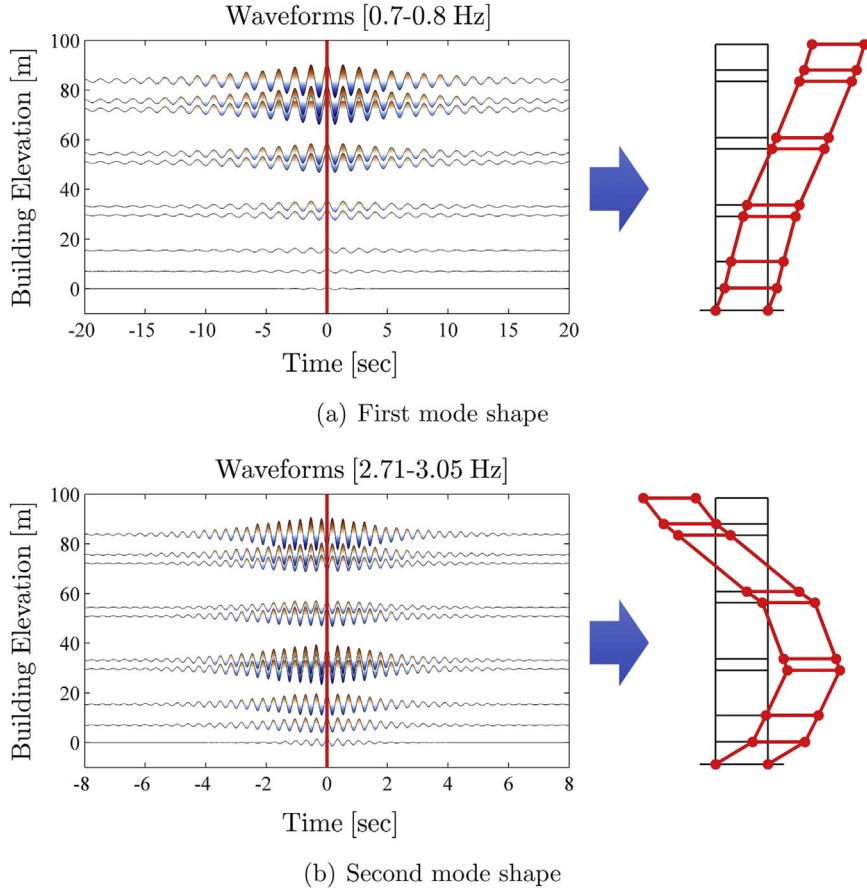 Waveforms [0.7-0.8 Hz]
Building Elevation [m]
100
80
60
40
20
0
-20 -15 -10 -5 0 5 10 15 20
Time [sec]
(a) First mode shape
Waveforms [2.71-3.05 Hz]
Building Elevation [m]
100
80
60
40
20
0
-8 -6 -4 -2 0 2 4 6 8
Time [sec]
(b) Second mode shape